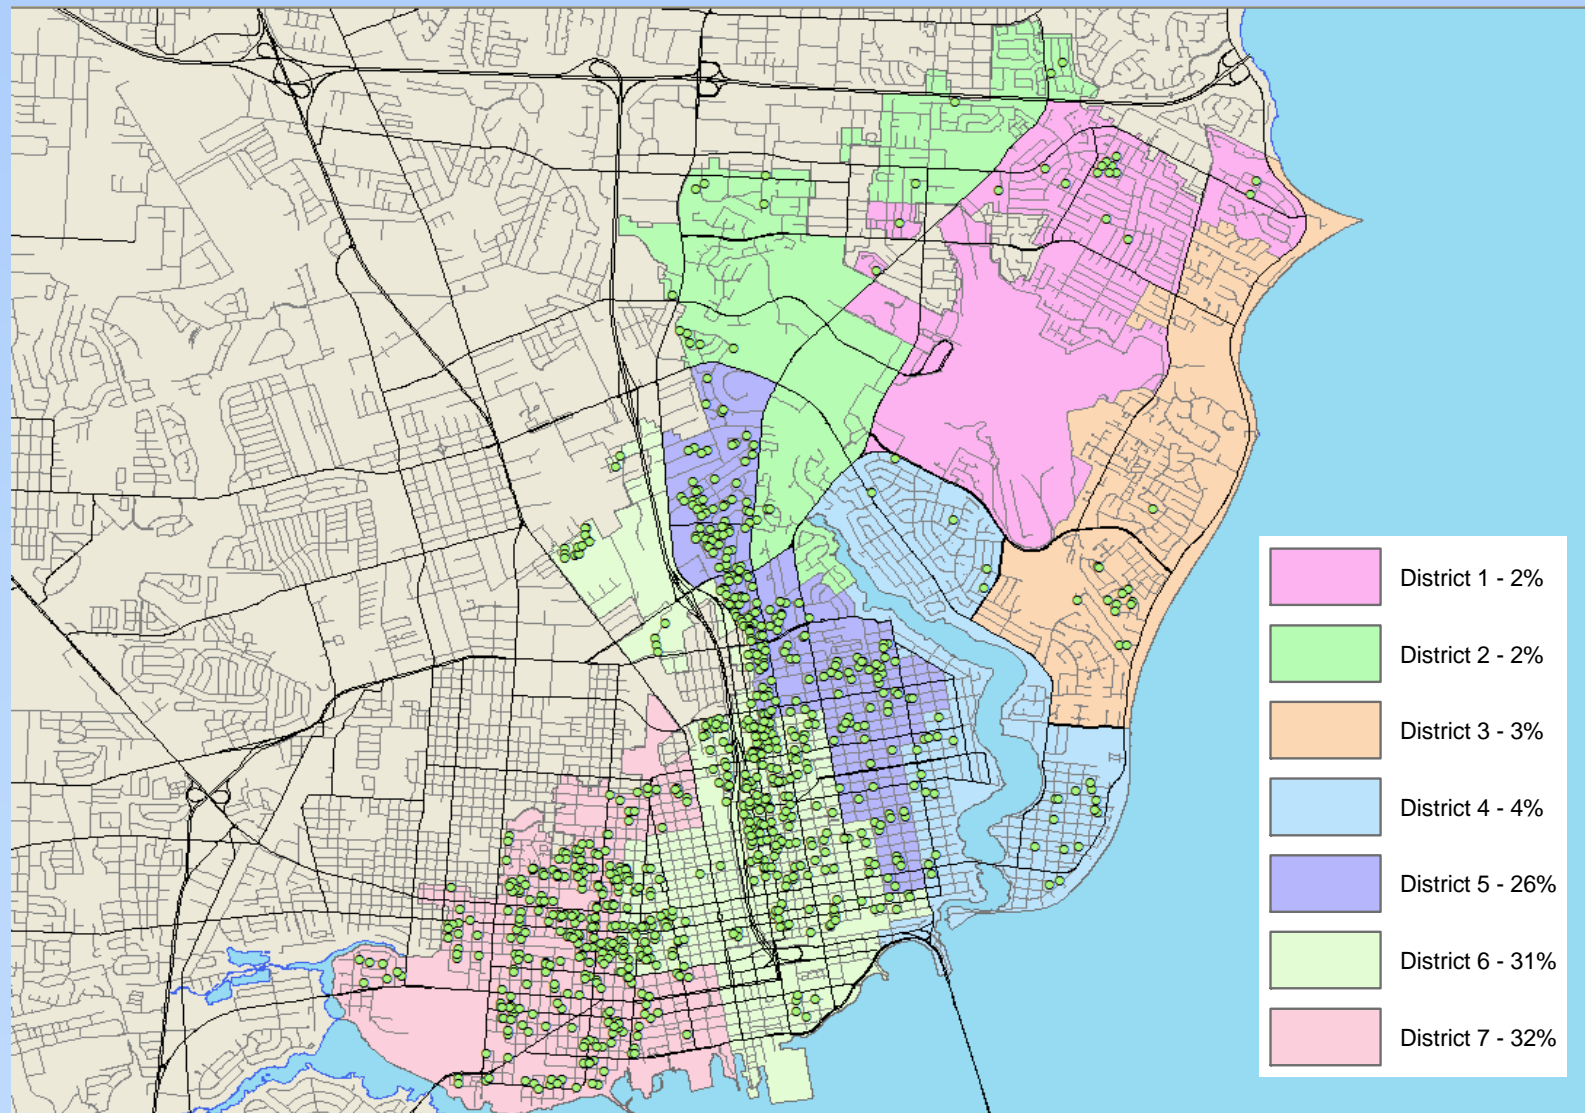 District 1 - 2%
District 2 - 2%
District 3 - 3%
District 4 - 4%
District 5 - 26%
District 6 - 31%
District 7 - 32%